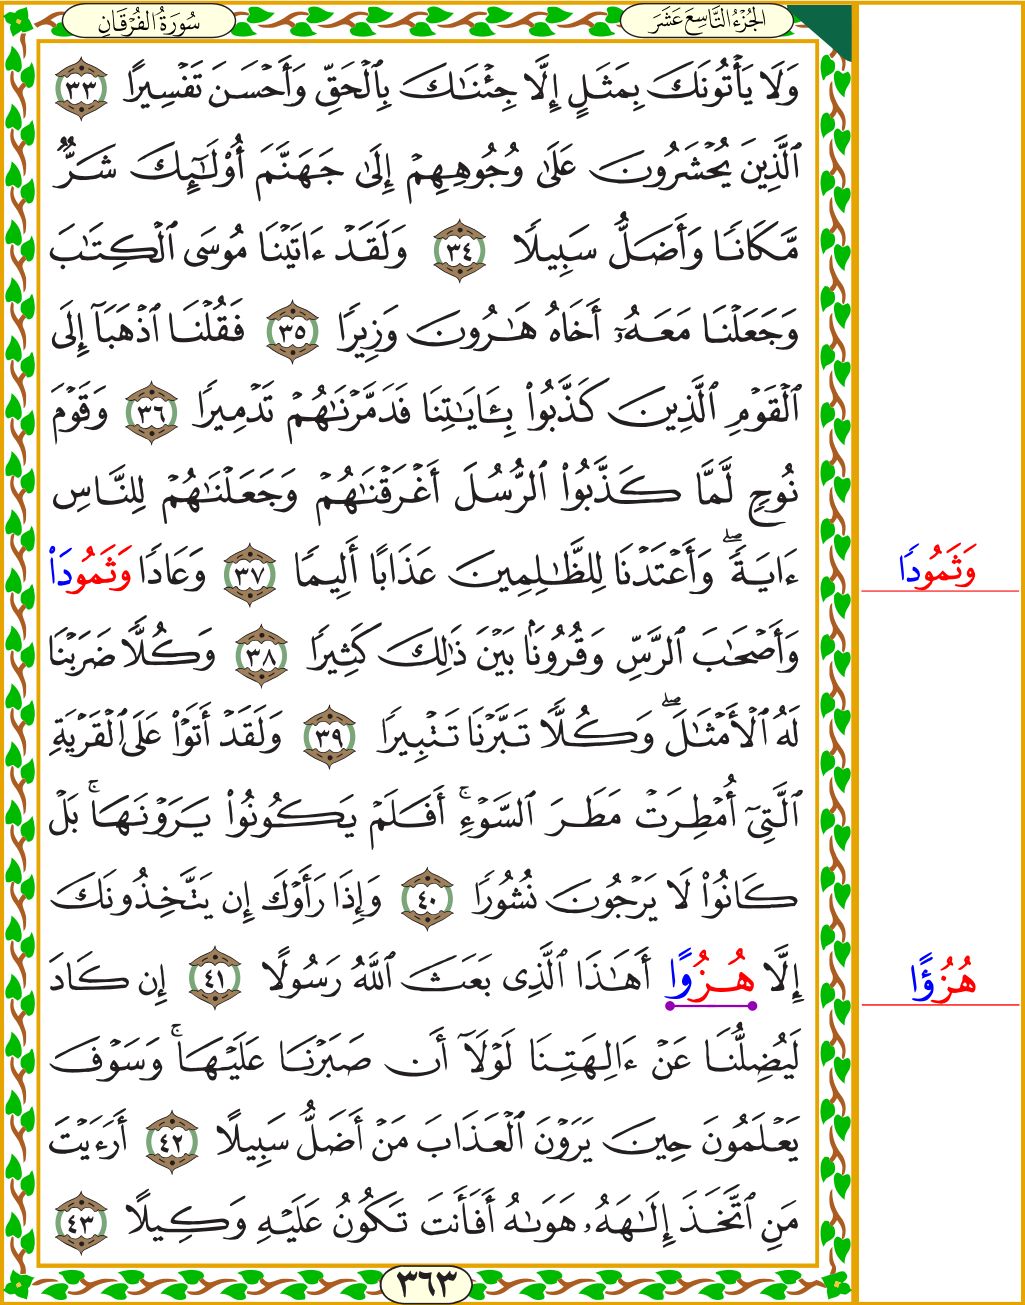 الجُزْءُ التَّاسِعَ عَشَرَ
سُورَةُ الفُرْقَانِ
وَلَا يَأۡتُونَكَ بِمَثَلٍ إِلَّا جِئۡنَـٰكَ بِٱلۡحَقِّ وَأَحۡسَنَ تَفۡسِيرًا ٣٣
ٱلَّذِينَ يُحۡشَرُونَ عَلَىٰ وُجُوهِهِمۡ إِلَىٰ جَهَنَّمَ أُوْلَـٰٓئِكَ شَرٌّ
مَّكَانًا وَأَضَلُّ سَبِيلًا ٣٤ وَلَقَدۡ ءَاتَيۡنَا مُوسَى ٱلۡكِتَـٰبَ
وَجَعَلۡنَا مَعَهُۥٓ أَخَاهُ هَـٰرُونَ وَزِيرًا ٣٥ فَقُلۡنَا ٱذۡهَبَآ إِلَى
ٱلۡقَوۡمِ ٱلَّذِينَ كَذَّبُواْ بِـَٔايَـٰتِنَا فَدَمَّرۡنَـٰهُمۡ تَدۡمِيرًا ٣٦ وَقَوۡمَ
نُوحٍ لَّمَّا كَذَّبُواْ ٱلرُّسُلَ أَغۡرَقۡنَـٰهُمۡ وَجَعَلۡنَـٰهُمۡ لِلنَّاسِ
ءَايَةًۖ وَأَعۡتَدۡنَا لِلظَّـٰلِمِينَ عَذَابًا أَلِيمًا ٣٧ وَعَادًا وَثَمُودَاْ
وَثَمُودًا
وَأَصۡحَـٰبَ ٱلرَّسِّ وَقُرُونَۢا بَيۡنَ ذَٰلِكَ كَثِيرًا ٣٨ وَكُلًّا ضَرَبۡنَا
لَهُ ٱلۡأَمۡثَـٰلَۖ وَكُلًّا تَبَّرۡنَا تَتۡبِيرًا ٣٩ وَلَقَدۡ أَتَوۡاْ عَلَى ٱلۡقَرۡيَةِ
ٱلَّتِيٓ أُمۡطِرَتۡ مَطَرَ ٱلسَّوۡءِۚ أَفَلَمۡ يَكُونُواْ يَرَوۡنَهَاۚ بَلۡ
كَانُواْ لَا يَرۡجُونَ نُشُورًا ٤٠ وَإِذَا رَأَوۡكَ إِن يَتَّخِذُونَكَ
إِلَّا هُزُوًا أَهَـٰذَا ٱلَّذِي بَعَثَ ٱللَّهُ رَسُولًا ٤١ إِن كَادَ
هُزُؤًا
لَيُضِلُّنَا عَنۡ ءَالِهَتِنَا لَوۡلَآ أَن صَبَرۡنَا عَلَيۡهَاۚ وَسَوۡفَ
يَعۡلَمُونَ حِينَ يَرَوۡنَ ٱلۡعَذَابَ مَنۡ أَضَلُّ سَبِيلًا ٤٢ أَرَءَيۡتَ
مَنِ ٱتَّخَذَ إِلَـٰهَهُۥ هَوَىٰهُ أَفَأَنتَ تَكُونُ عَلَيۡهِ وَكِيلًا ٤٣
٣٦٣